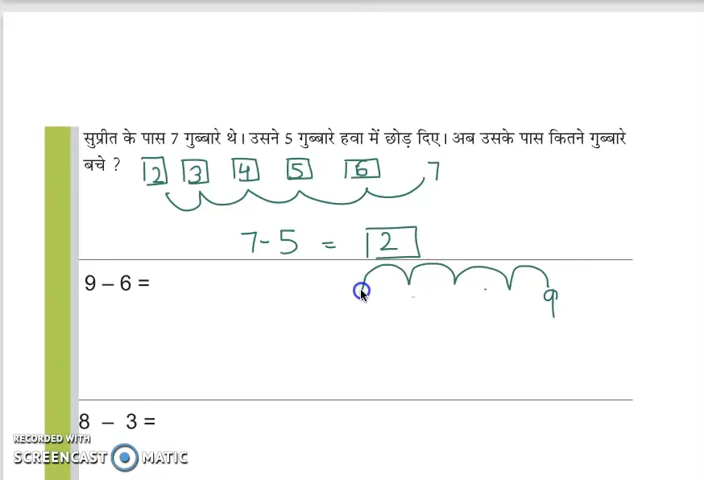 सुप्रीत के पास 7 गुब्बारे थे। उसने 5 गुब्बारे हवा में छोड़ दिए। अब उसके पास कितने गुब्बारे
बचे ? 2 3 4 5 6 7
7-5 = 2
9 – 6 = 9
8 – 3 =
RECORDED WITH
SCREENCAST MATIC